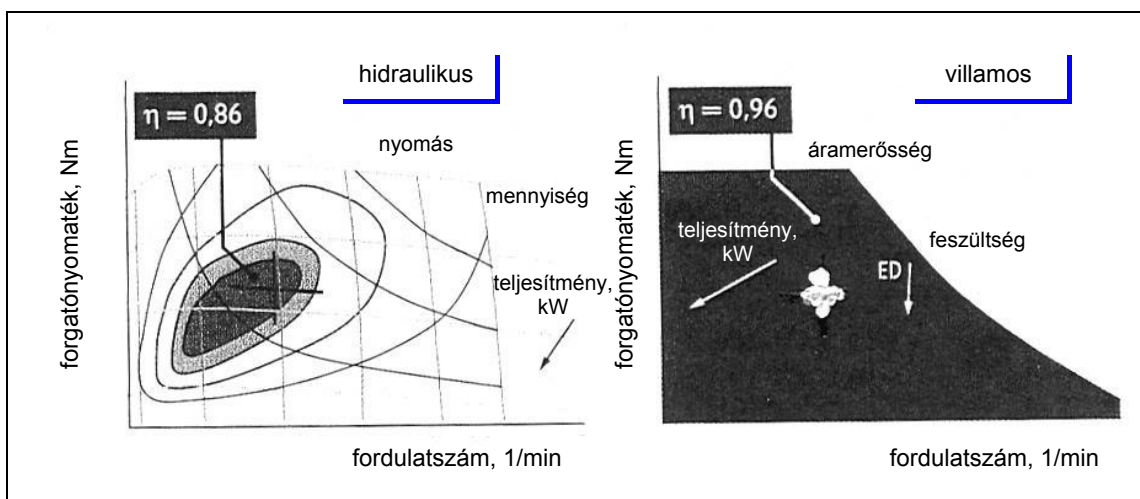 hidraulikus
η = 0,86
nyomás
mennyiség
teljesítmény,
kW
forgatónyomaték, Nm
fordulatszám, 1/min
villamos
η = 0,96
áramerősség
teljesítmény,
kW
feszültség
ED
forgatónyomaték, Nm
fordulatszám, 1/min